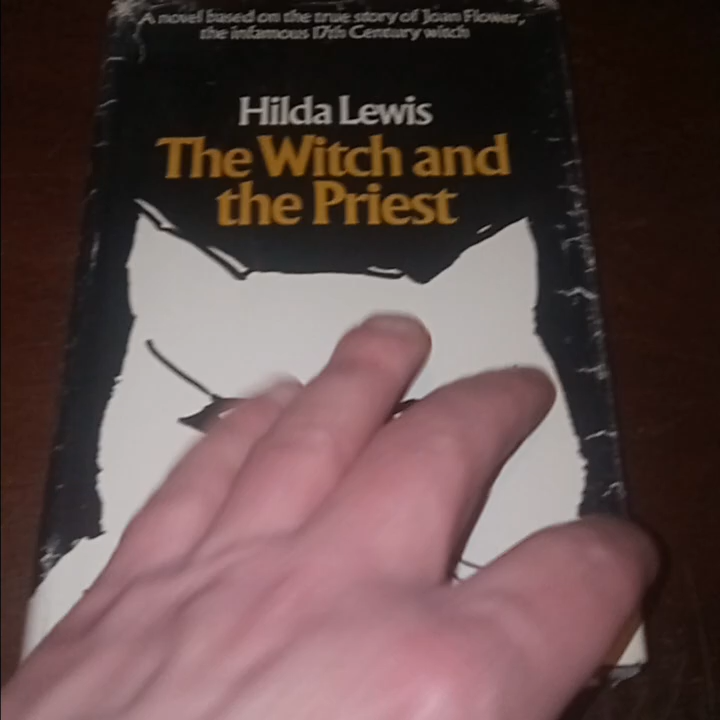 A novel based on the true story of Joan Flower,
the infamous 17th Century witch
Hilda Lewis
The Witch and
the Priest